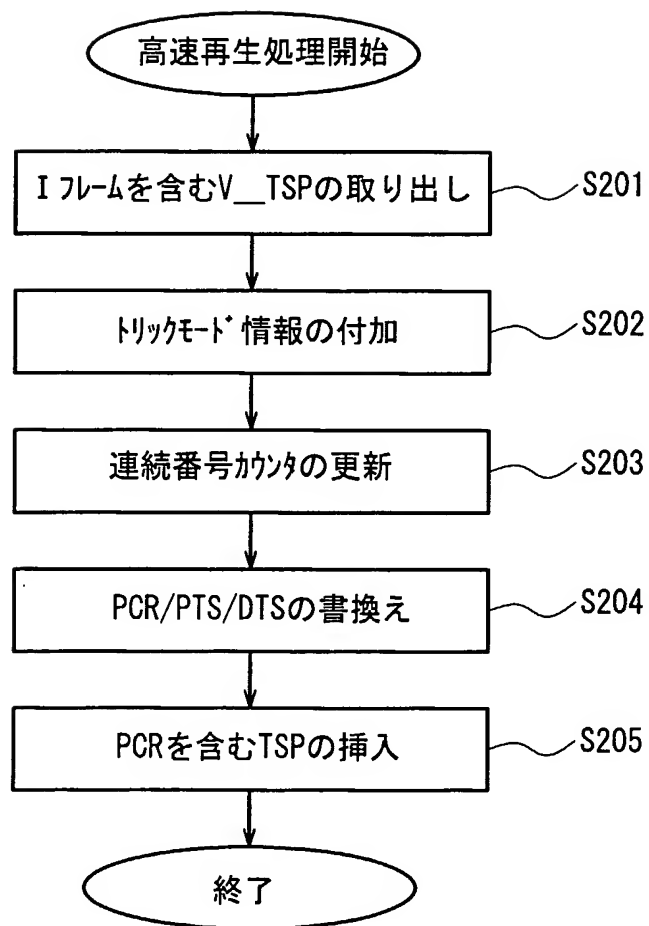 高速再生処理開始
I ﾌﾚｰﾑを含むV__TSPの取り出し
S201
ﾄﾘｯｸﾓｰﾄﾞ情報の付加
S202
連続番号ｶｳﾝﾀの更新
S203
PCR/PTS/DTSの書換え
S204
PCRを含むTSPの挿入
S205
終了